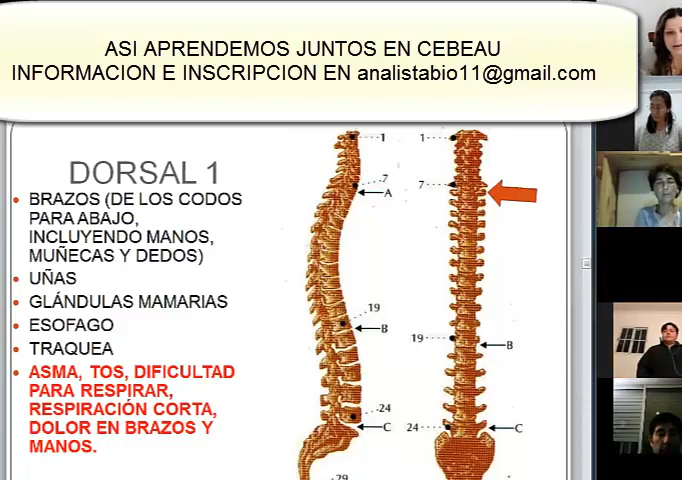 ASI APRENDEMOS JUNTOS EN CEBEAU
INFORMACION E INSCRIPCION EN analistabio11@gmail.com
DORSAL 1
BRAZOS (DE LOS CODOS
PARA ABAJO,
INCLUYENDO MANOS,
MUÑECAS Y DEDOS)
UÑAS
GLÁNDULAS MAMARIAS
ESOFAGO
TRAQUEA
ASMA, TOS, DIFICULTAD
PARA RESPIRAR,
RESPIRACIÓN CORTA,
DOLOR EN BRAZOS Y
MANOS.
1
7
A
19
B
24
C
29
1
7
19
B
24
C